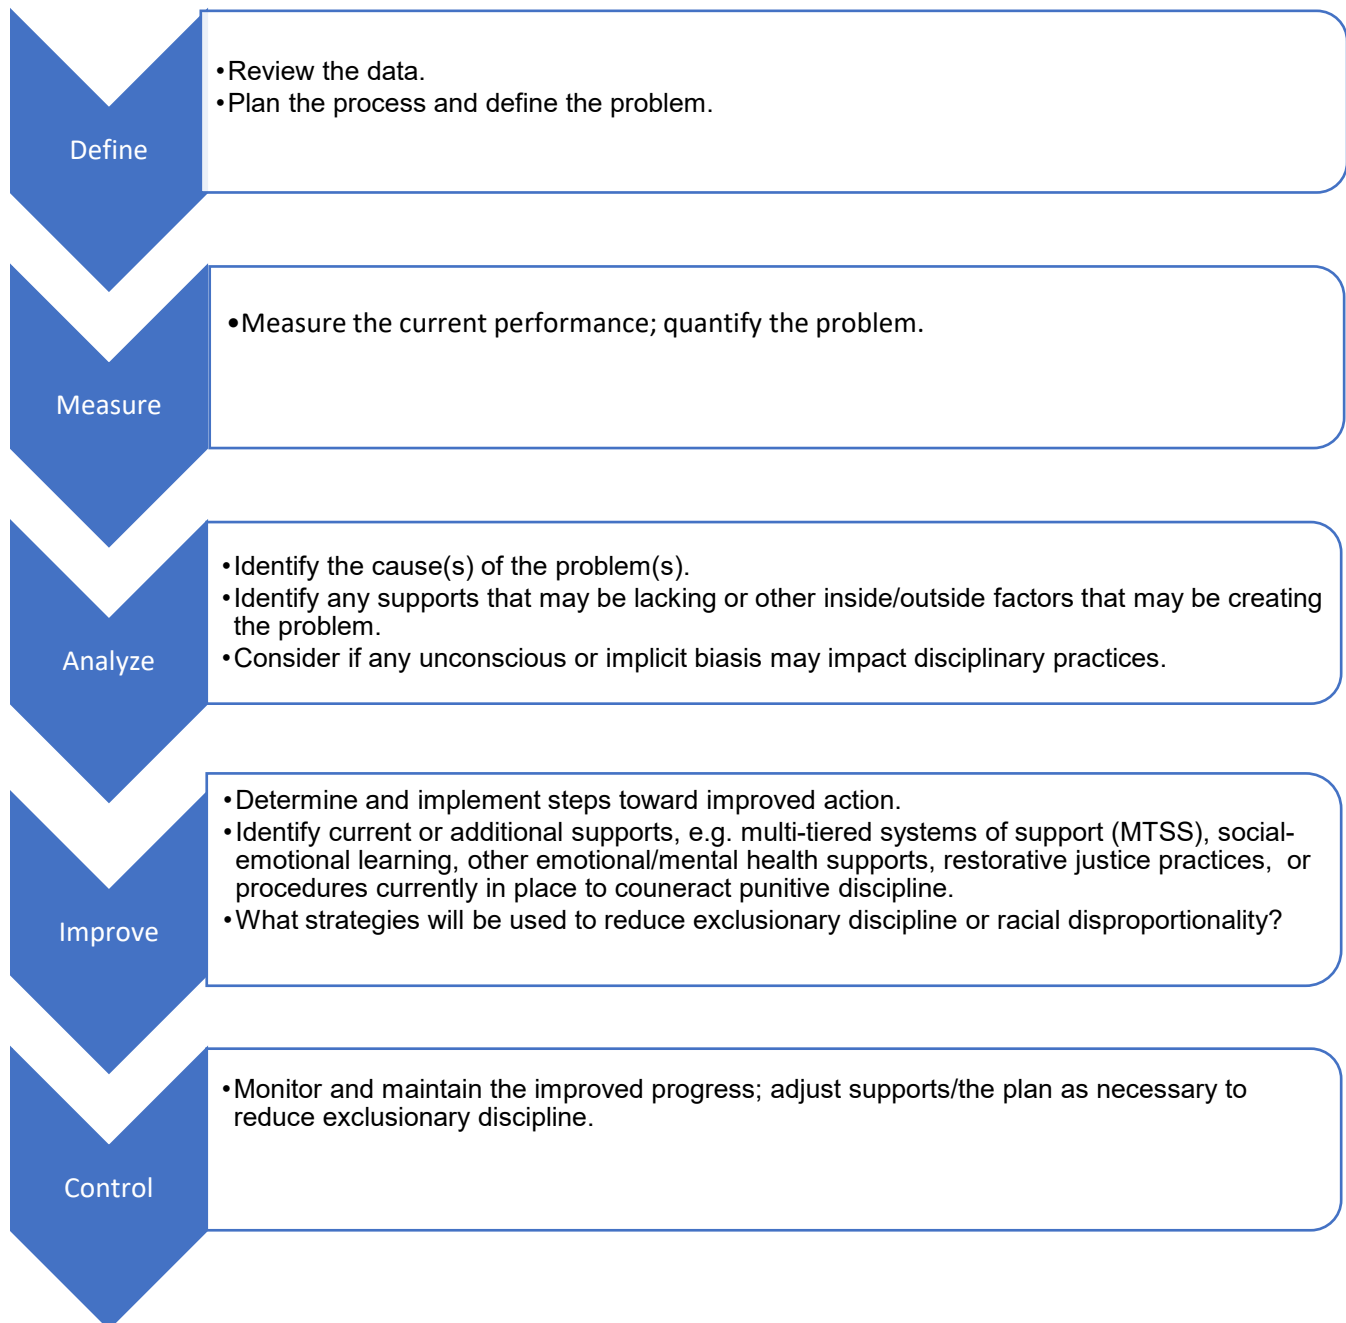 Define
•Review the data.
•Plan the process and define the problem.
Measure
•Measure the current performance; quantify the problem.
Analyze
•Identify the cause(s) of the problem(s).
•Identify any supports that may be lacking or other inside/outside factors that may be creating
the problem.
•Consider if any unconscious or implicit biasis may impact disciplinary practices.
Improve
•Determine and implement steps toward improved action.
•Identify current or additional supports, e.g. multi-tiered systems of support (MTSS), social-
emotional learning, other emotional/mental health supports, restorative justice practices,  or
procedures currently in place to couneract punitive discipline.
•What strategies will be used to reduce exclusionary discipline or racial disproportionality?
Control
•Monitor and maintain the improved progress; adjust supports/the plan as necessary to
reduce exclusionary discipline.